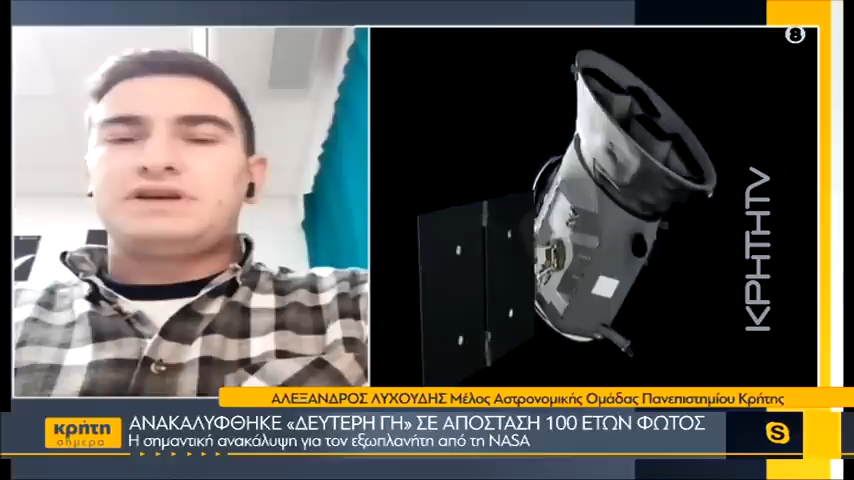 ΚΡΗΤΗTV
ΑΛΕΞΑΝΔΡΟΣ ΛΥΧΟΥΔΗΣ Μέλος Αστρονομικής Ομάδας Πανεπιστημίου Κρήτης
κρήτη
σήμερα
ΑΝΑΚΑΛΥΦΘΗΚΕ «ΔΕΥΤΕΡΗ ΓΗ» ΣΕ ΑΠΟΣΤΑΣΗ 100 ΕΤΩΝ ΦΩΤΟΣ
Η σημαντική ανακάλυψη για τον εξωπλανήτη από τη NASA